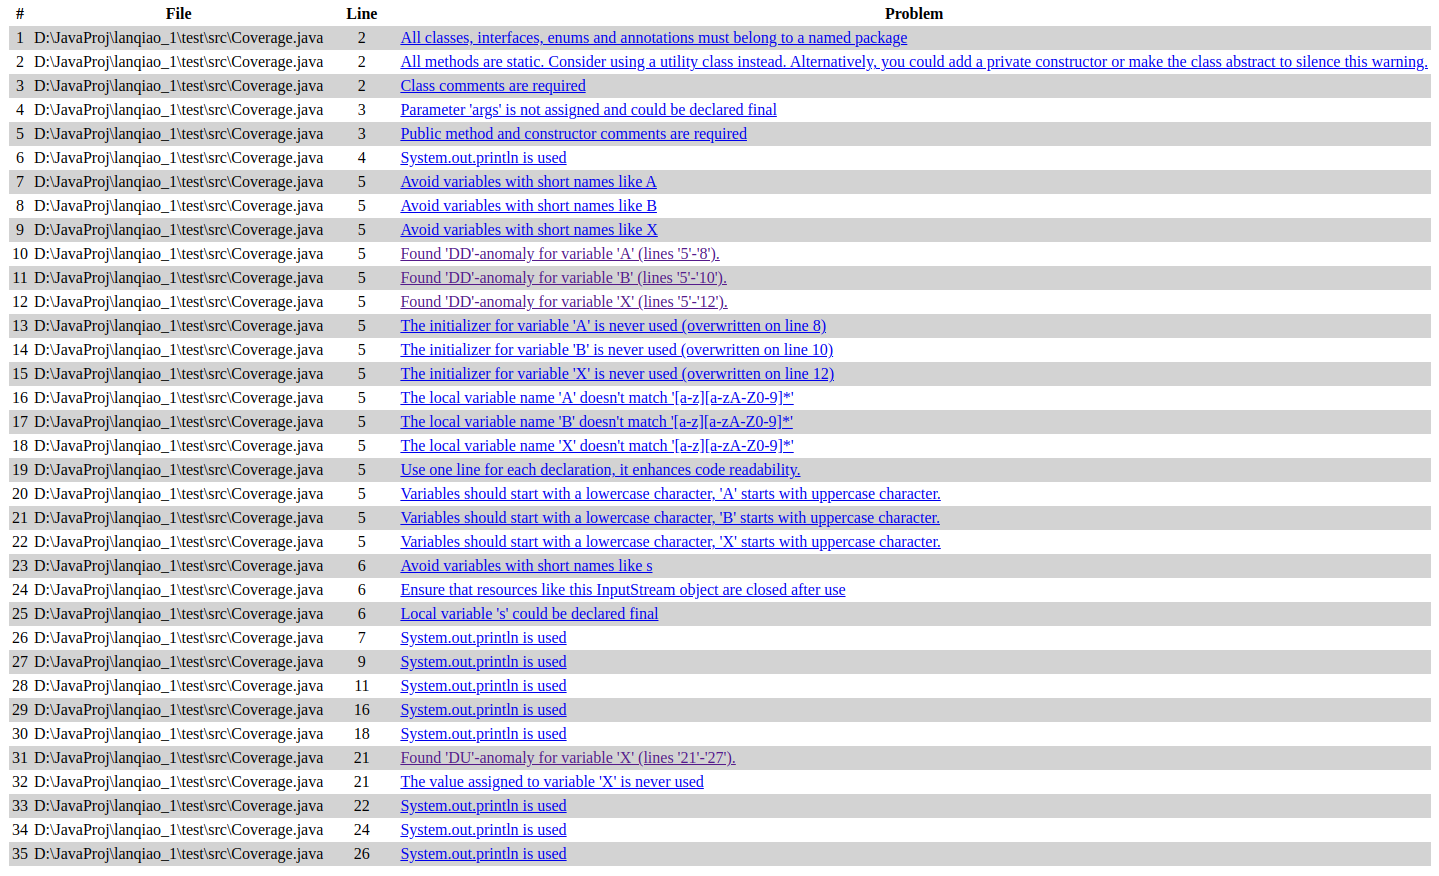 # File Line Problem
1 D:\JavaProj\lanqiao_1\test\src\Coverage.java 2 All classes, interfaces, enums and annotations must belong to a named package
2 D:\JavaProj\lanqiao_1\test\src\Coverage.java 2 All methods are static. Consider using a utility class instead. Alternatively, you could add a private constructor or make the class abstract to silence this warning.
3 D:\JavaProj\lanqiao_1\test\src\Coverage.java 2 Class comments are required
4 D:\JavaProj\lanqiao_1\test\src\Coverage.java 3 Parameter 'args' is not assigned and could be declared final
5 D:\JavaProj\lanqiao_1\test\src\Coverage.java 3 Public method and constructor comments are required
6 D:\JavaProj\lanqiao_1\test\src\Coverage.java 4 System.out.println is used
7 D:\JavaProj\lanqiao_1\test\src\Coverage.java 5 Avoid variables with short names like A
8 D:\JavaProj\lanqiao_1\test\src\Coverage.java 5 Avoid variables with short names like B
9 D:\JavaProj\lanqiao_1\test\src\Coverage.java 5 Avoid variables with short names like X
10 D:\JavaProj\lanqiao_1\test\src\Coverage.java 5 Found 'DD'-anomaly for variable 'A' (lines '5'-'8').
11 D:\JavaProj\lanqiao_1\test\src\Coverage.java 5 Found 'DD'-anomaly for variable 'B' (lines '5'-'10').
12 D:\JavaProj\lanqiao_1\test\src\Coverage.java 5 Found 'DD'-anomaly for variable 'X' (lines '5'-'12').
13 D:\JavaProj\lanqiao_1\test\src\Coverage.java 5 The initializer for variable 'A' is never used (overwritten on line 8)
14 D:\JavaProj\lanqiao_1\test\src\Coverage.java 5 The initializer for variable 'B' is never used (overwritten on line 10)
15 D:\JavaProj\lanqiao_1\test\src\Coverage.java 5 The initializer for variable 'X' is never used (overwritten on line 12)
16 D:\JavaProj\lanqiao_1\test\src\Coverage.java 5 The local variable name 'A' doesn't match '[a-z][a-zA-Z0-9]*'
17 D:\JavaProj\lanqiao_1\test\src\Coverage.java 5 The local variable name 'B' doesn't match '[a-z][a-zA-Z0-9]*'
18 D:\JavaProj\lanqiao_1\test\src\Coverage.java 5 The local variable name 'X' doesn't match '[a-z][a-zA-Z0-9]*'
19 D:\JavaProj\lanqiao_1\test\src\Coverage.java 5 Use one line for each declaration, it enhances code readability.
20 D:\JavaProj\lanqiao_1\test\src\Coverage.java 5 Variables should start with a lowercase character, 'A' starts with uppercase character.
21 D:\JavaProj\lanqiao_1\test\src\Coverage.java 5 Variables should start with a lowercase character, 'B' starts with uppercase character.
22 D:\JavaProj\lanqiao_1\test\src\Coverage.java 5 Variables should start with a lowercase character, 'X' starts with uppercase character.
23 D:\JavaProj\lanqiao_1\test\src\Coverage.java 6 Avoid variables with short names like s
24 D:\JavaProj\lanqiao_1\test\src\Coverage.java 6 Ensure that resources like this InputStream object are closed after use
25 D:\JavaProj\lanqiao_1\test\src\Coverage.java 6 Local variable 's' could be declared final
26 D:\JavaProj\lanqiao_1\test\src\Coverage.java 7 System.out.println is used
27 D:\JavaProj\lanqiao_1\test\src\Coverage.java 9 System.out.println is used
28 D:\JavaProj\lanqiao_1\test\src\Coverage.java 11 System.out.println is used
29 D:\JavaProj\lanqiao_1\test\src\Coverage.java 16 System.out.println is used
30 D:\JavaProj\lanqiao_1\test\src\Coverage.java 18 System.out.println is used
31 D:\JavaProj\lanqiao_1\test\src\Coverage.java 21 Found 'DU'-anomaly for variable 'X' (lines '21'-'27').
32 D:\JavaProj\lanqiao_1\test\src\Coverage.java 21 The value assigned to variable 'X' is never used
33 D:\JavaProj\lanqiao_1\test\src\Coverage.java 22 System.out.println is used
34 D:\JavaProj\lanqiao_1\test\src\Coverage.java 24 System.out.println is used
35 D:\JavaProj\lanqiao_1\test\src\Coverage.java 26 System.out.println is used